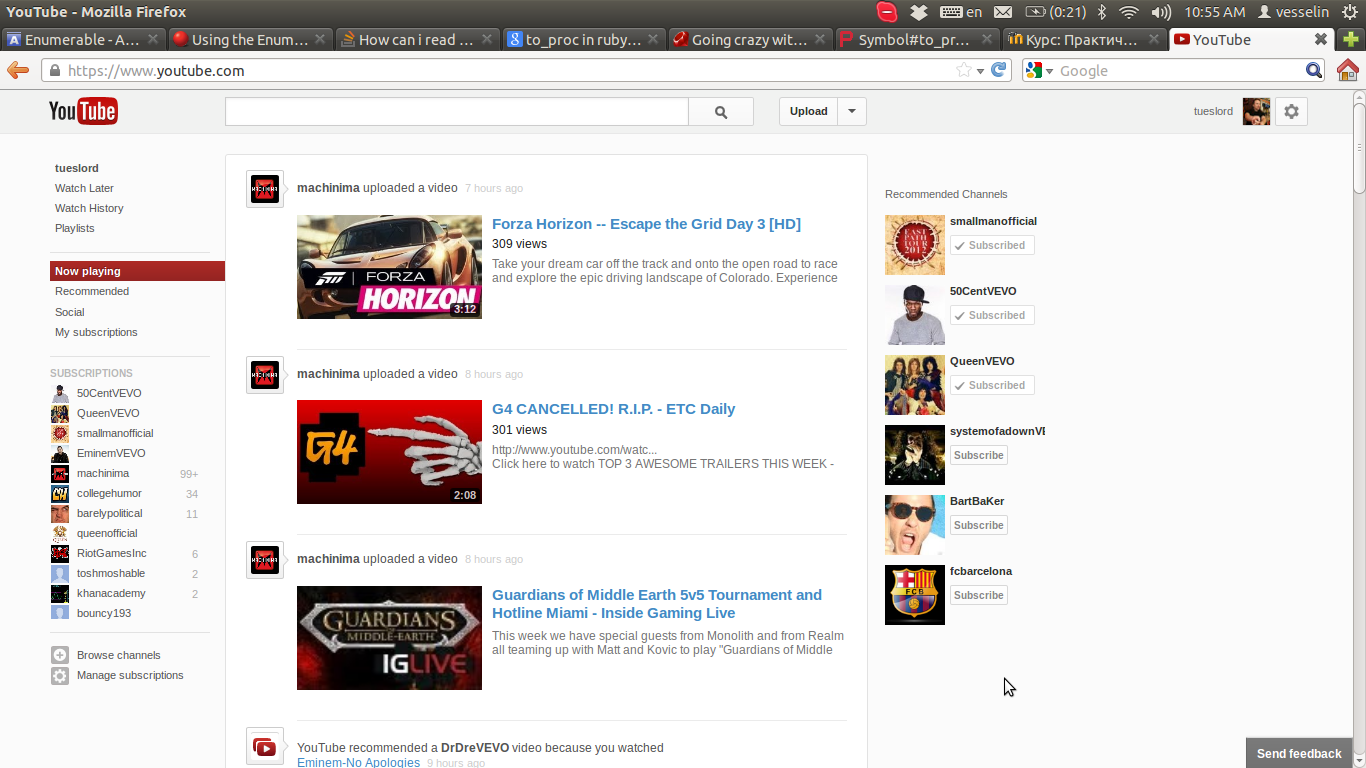 YouTube - Mozilla Firefox
en
(0:21)
10:55 AM
vesselin
Enumerable - A...
Using the Enum...
How can i read ...
to_proc in ruby...
Going crazy wit...
Symbol#to_pr...
Курс: Практич...
YouTube
https://www.youtube.com
Google
YouTube
Upload
tueslord
tueslord
Watch Later
Watch History
Playlists
Now playing
Recommended
Social
My subscriptions
SUBSCRIPTIONS
50CentVEVO
QueenVEVO
smallmanofficial
EminemVEVO
machinima 99+
collegehumor 34
barelypolitical 11
queenofficial
RiotGamesInc 6
toshmoshable 2
khanacademy 2
bouncy193
Browse channels
Manage subscriptions
machinima uploaded a video 7 hours ago
FORZA
HORIZON
3:12
Forza Horizon -- Escape the Grid Day 3 [HD]
309 views
Take your dream car off the track and onto the open road to race
and explore the epic driving landscape of Colorado. Experience
machinima uploaded a video 8 hours ago
G4
2:08
G4 CANCELLED! R.I.P. - ETC Daily
301 views
http://www.youtube.com/watc...
Click here to watch TOP 3 AWESOME TRAILERS THIS WEEK -
machinima uploaded a video 8 hours ago
GUARDIANS
OF
MIDDLE-EARTH
IGLIVE
Guardians of Middle Earth 5v5 Tournament and
Hotline Miami - Inside Gaming Live
This week we have special guests from Monolith and from Realm
all teaming up with Matt and Kovic to play "Guardians of Middle
YouTube recommended a DrDreVEVO video because you watched
Eminem-No Apologies 9 hours ago
Recommended Channels
LAST
PATH
TOUR
2012
smallmanofficial
Subscribed
50CentVEVO
Subscribed
QueenVEVO
Subscribed
systemofadownVE
Subscribe
BartBaKer
Subscribe
FCB
fcbarcelona
Subscribe
Send feedback